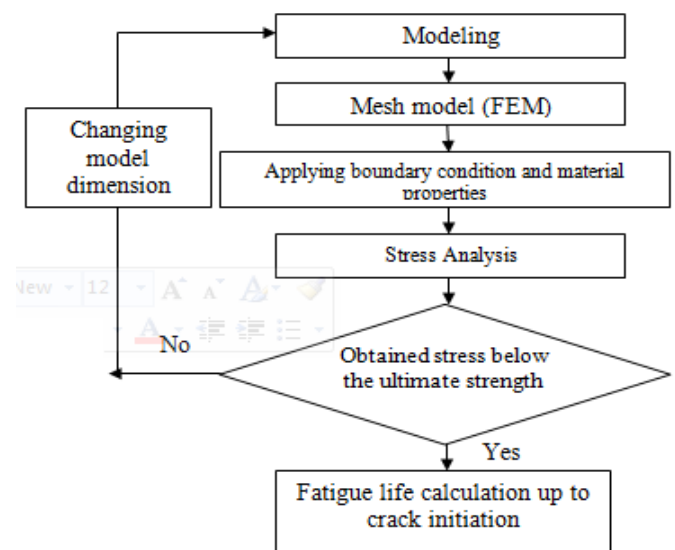 Modeling
Mesh model (FEM)
Changing
model
dimension
Applying boundary condition and material
properties
Stress Analysis
New
12
A
A
A
A
No
Obtained stress below
the ultimate strength
Yes
Fatigue life calculation up to
crack initiation